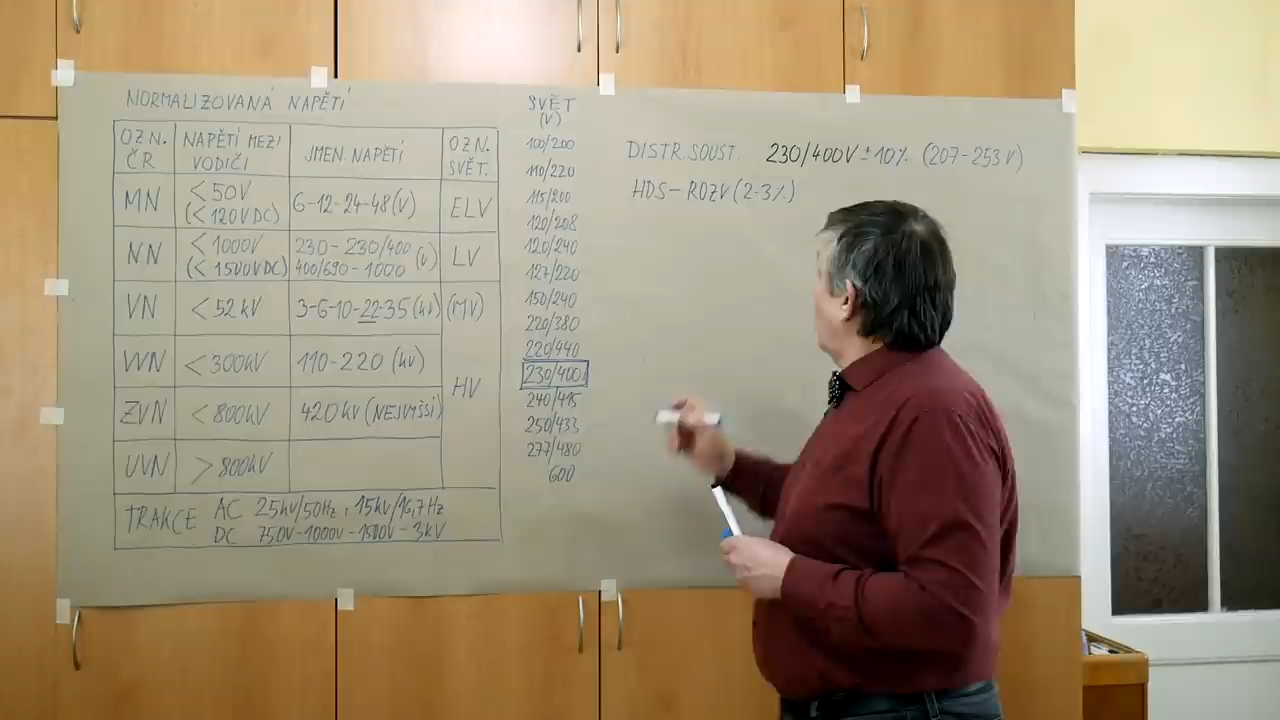 NORMALIZOVANÁ NAPĚTÍ
OZN. ČR
NAPĚTÍ MEZI VODIČI
JMEN. NAPĚTÍ
OZN. SVĚT.
MN
<50V
(<120V DC)
6-12-24-48 (V)
ELV
NN
<1000V
(<1500V DC)
230-230/400 (V)
400/690-1000
LV
VN
<52 kV
3-6-10-22-35 (kV)
(MV)
VVN
<300kV
110-220 (kV)
HV
ZVN
<800kV
420 kV (NEJVYŠŠÍ)
UVN
>800kV
TRAKCE AC 25kV/50Hz, 15kV/16,7Hz
DC 750V-1000V-1500V-3kV
SVĚT
(V)
100/200
110/220
115/200
120/208
120/240
127/220
150/240
220/380
220/440
230/400
240/415
250/433
277/480
600
DISTR. SOUST. 230/400V ± 10% (207-253V)
HDS-ROZV (2-3%)